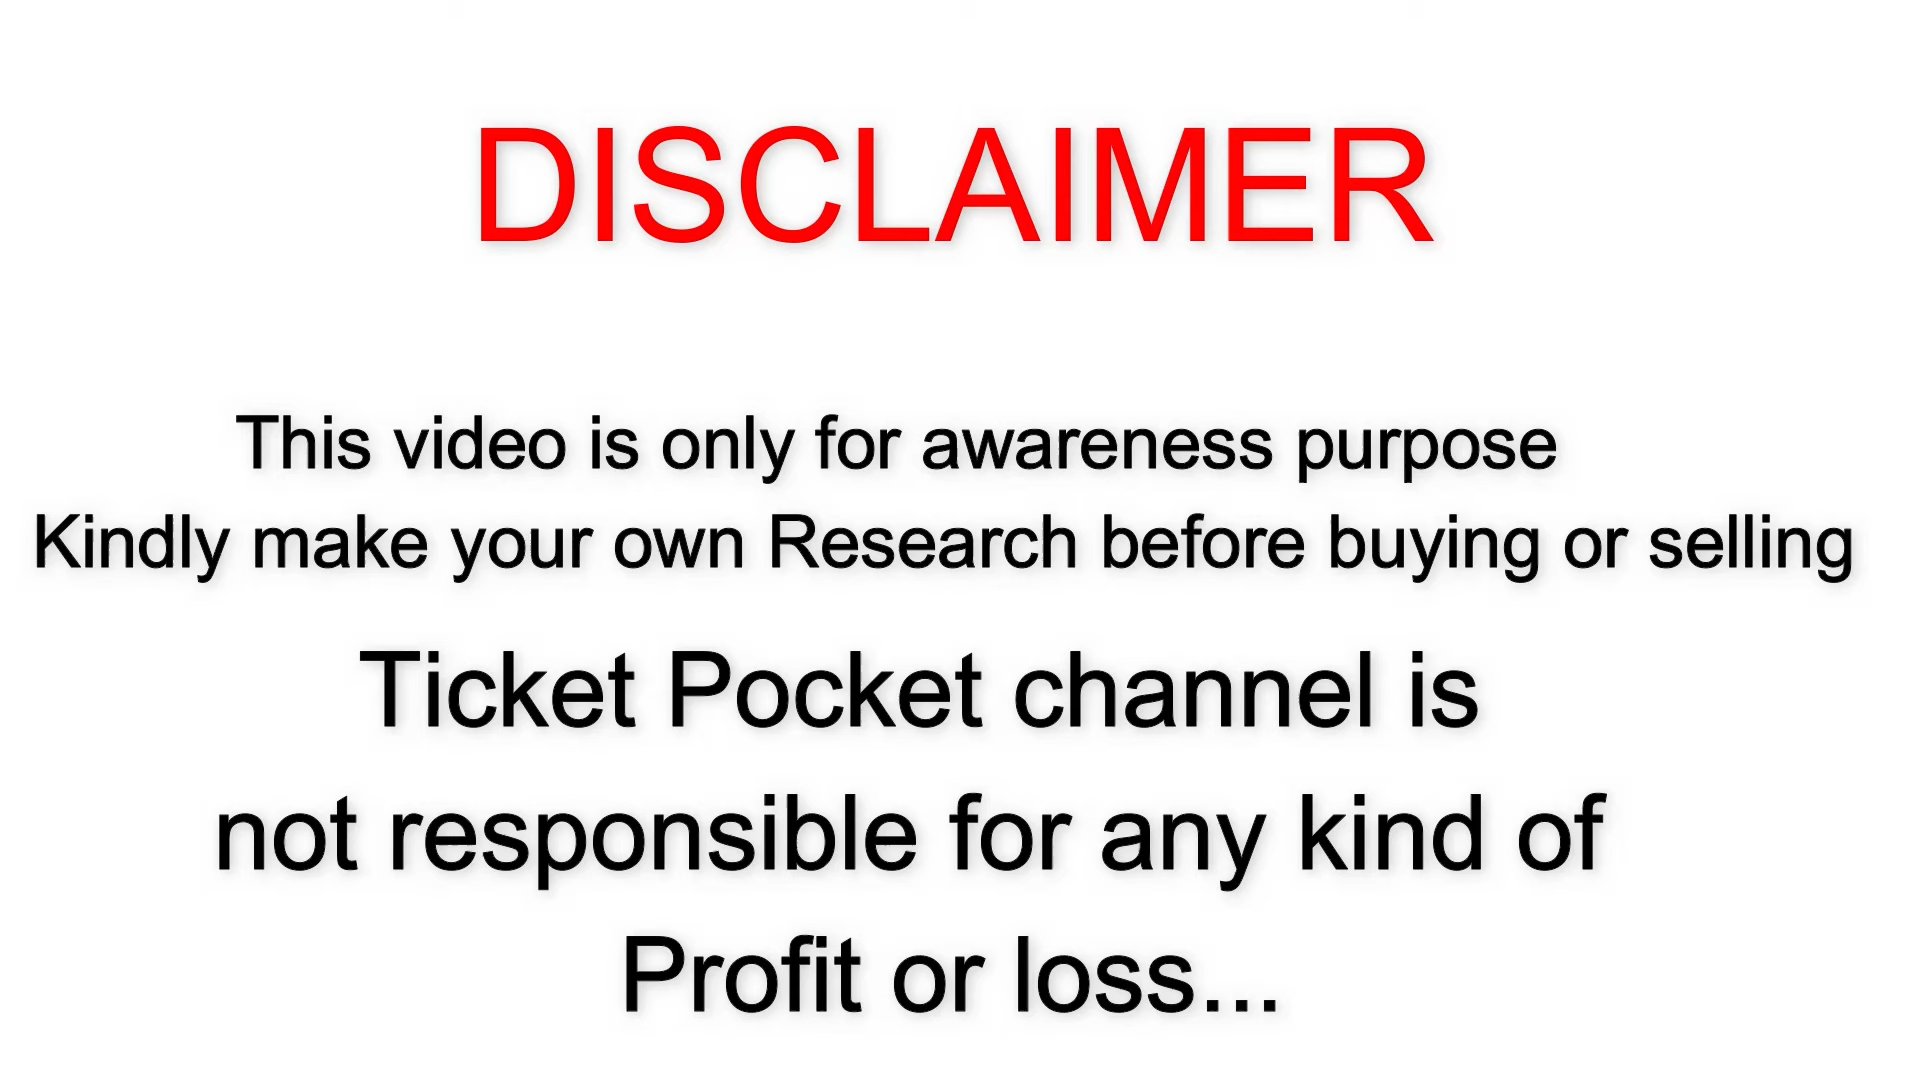 DISCLAIMER
This video is only for awareness purpose
Kindly make your own Research before buying or selling
Ticket Pocket channel is
not responsible for any kind of
Profit or loss...